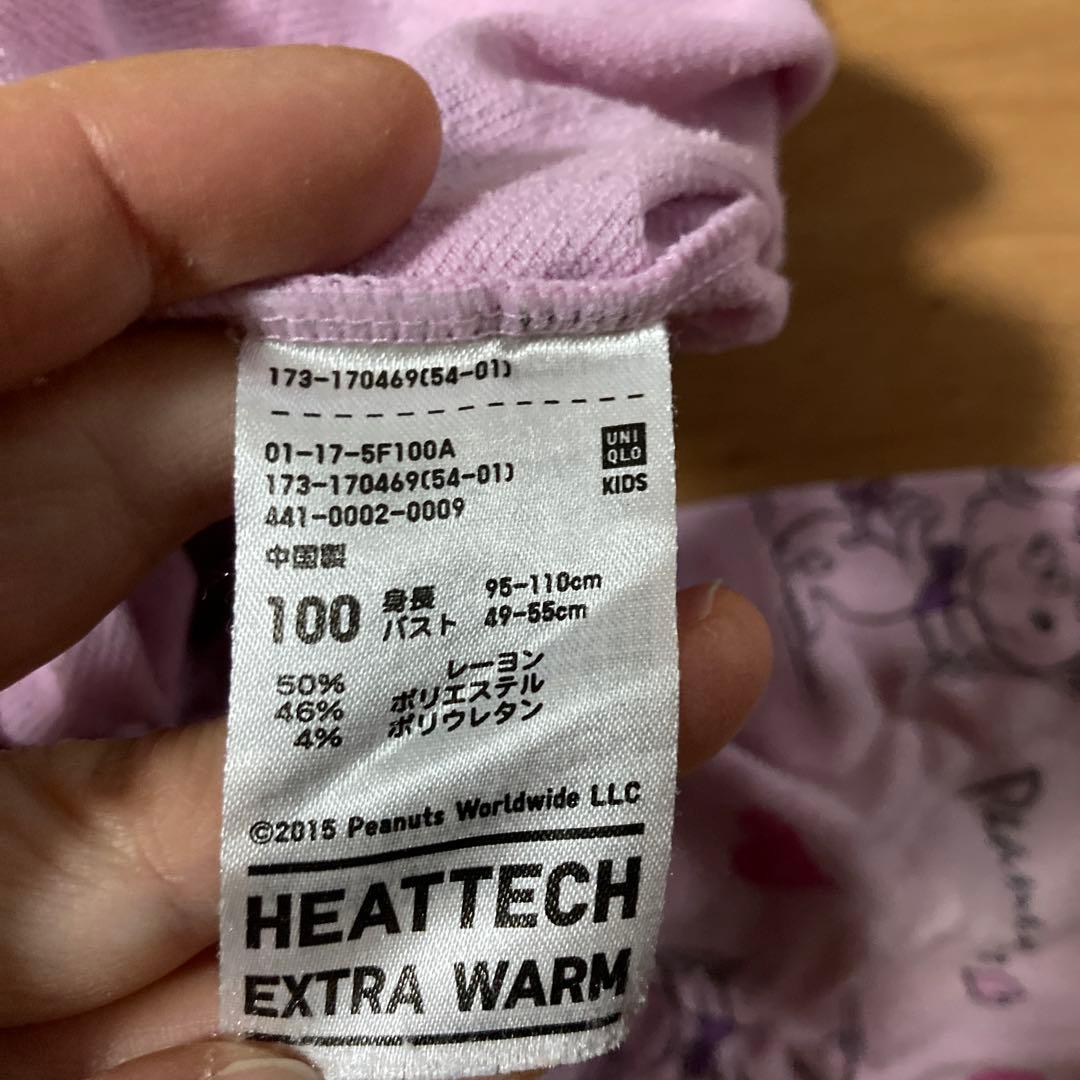 173-170469(54-01)
01-17-5F100A
173-170469(54-01)
441-0002-0009
UNI
QLO
KIDS
中国製
100
身長 95-110cm
バスト 49-55cm
50% レーヨン
46% ポリエステル
4% ポリウレタン
©2015 Peanuts Worldwide LLC
HEATTECH
EXTRA WARM
Peanuts